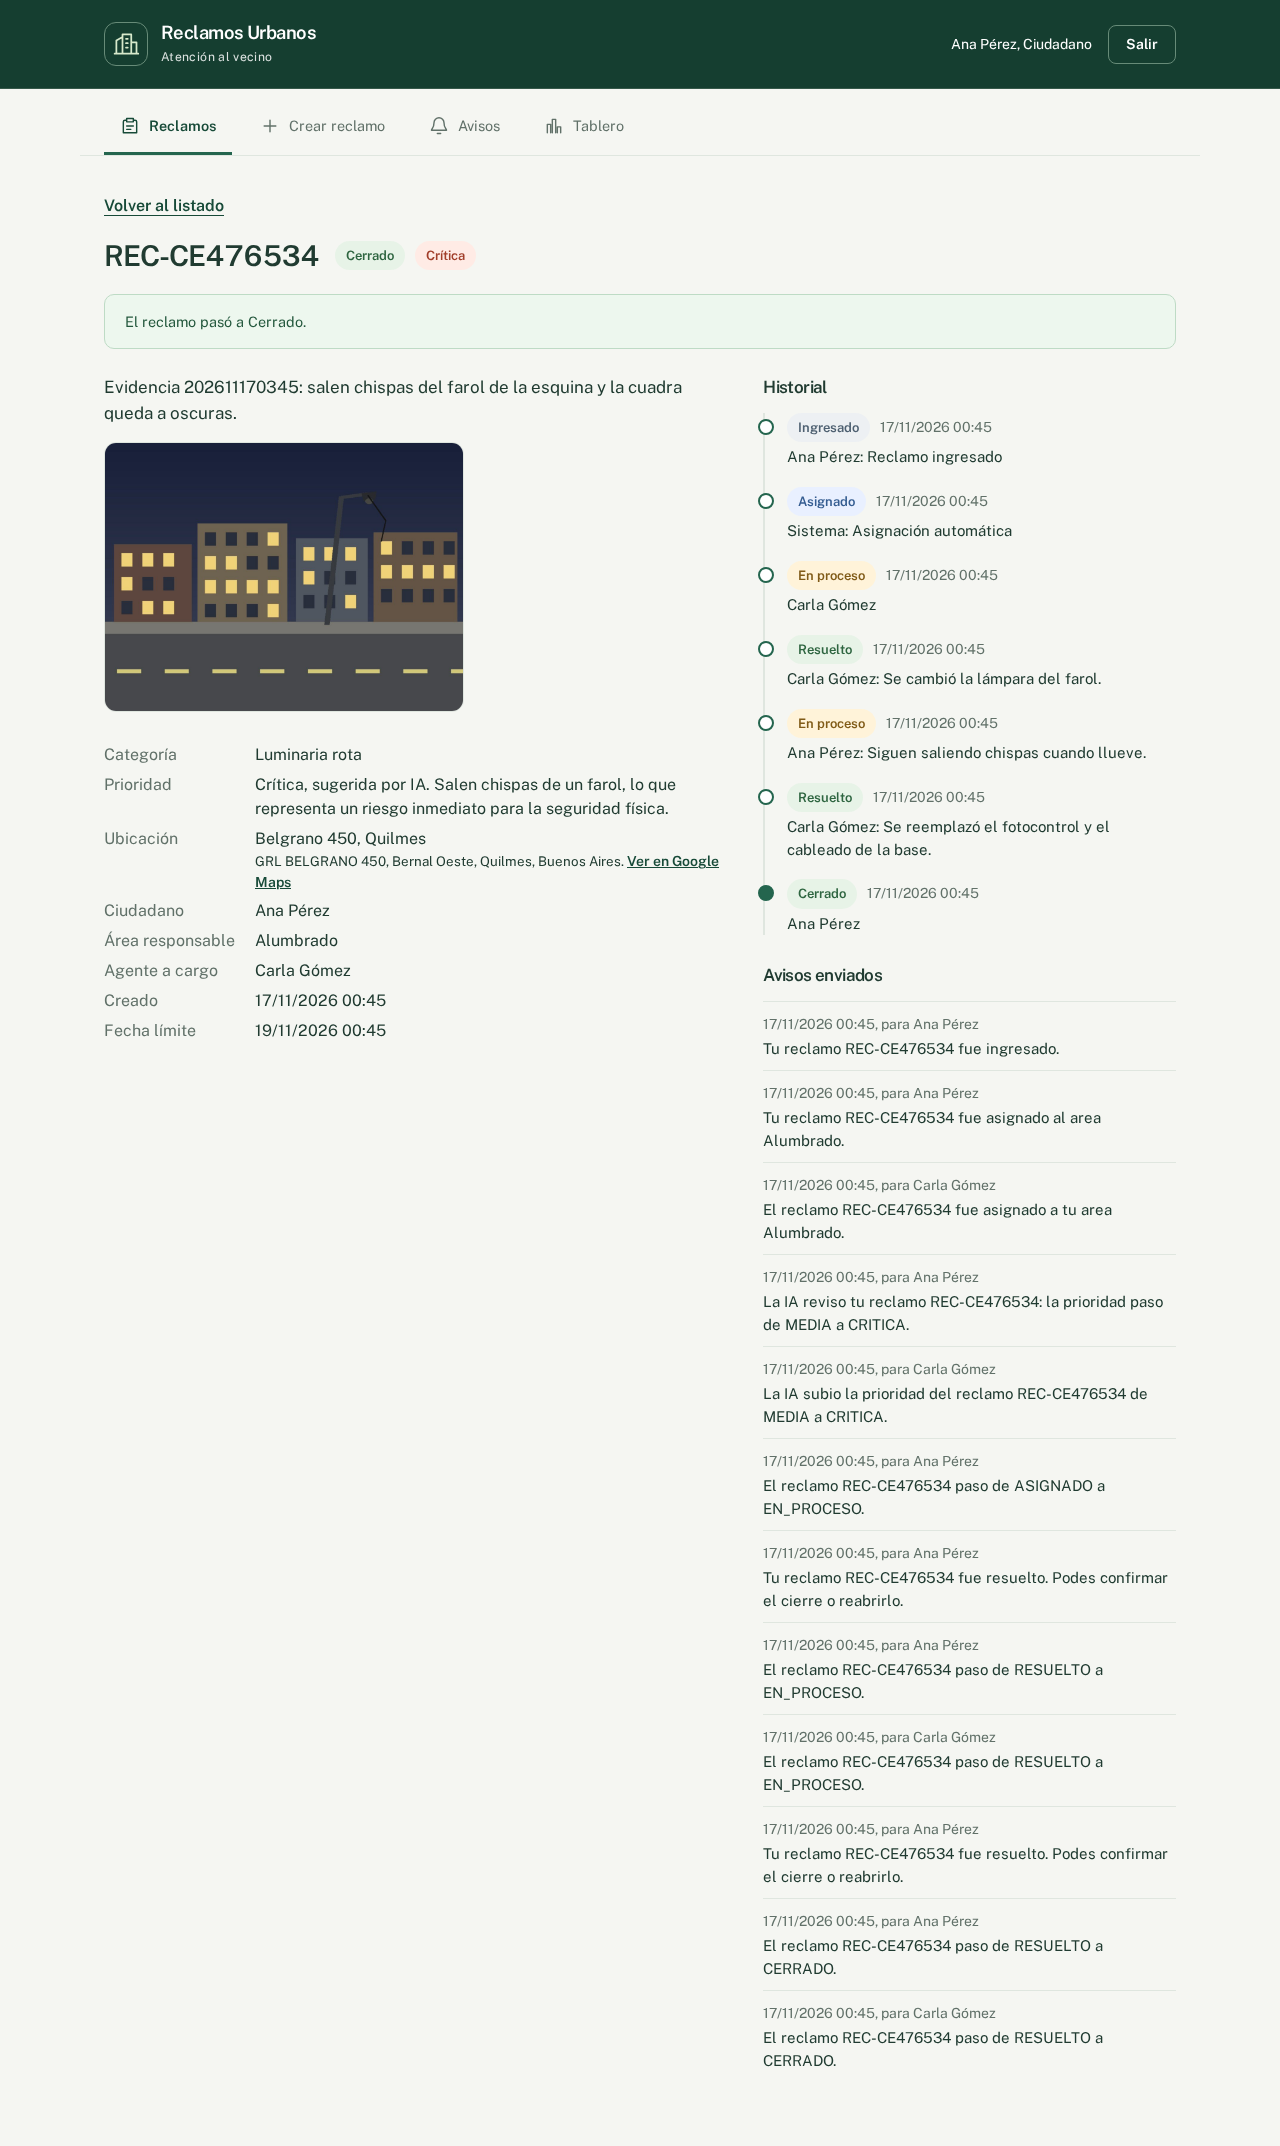 Reclamos Urbanos
Atención al vecino
Ana Pérez, Ciudadano
Salir
Reclamos
Crear reclamo
Avisos
Tablero
Volver al listado
REC-CE476534
Cerrado
Crítica
El reclamo pasó a Cerrado.
Evidencia 202611170345: salen chispas del farol de la esquina y la cuadra
queda a oscuras.
Categoría
Luminaria rota
Prioridad
Crítica, sugerida por IA. Salen chispas de un farol, lo que
representa un riesgo inmediato para la seguridad física.
Ubicación
Belgrano 450, Quilmes
GRL BELGRANO 450, Bernal Oeste, Quilmes, Buenos Aires. Ver en Google
Maps
Ciudadano
Ana Pérez
Área responsable
Alumbrado
Agente a cargo
Carla Gómez
Creado
17/11/2026 00:45
Fecha límite
19/11/2026 00:45
Historial
Ingresado 17/11/2026 00:45
Ana Pérez: Reclamo ingresado
Asignado 17/11/2026 00:45
Sistema: Asignación automática
En proceso 17/11/2026 00:45
Carla Gómez
Resuelto 17/11/2026 00:45
Carla Gómez: Se cambió la lámpara del farol.
En proceso 17/11/2026 00:45
Ana Pérez: Siguen saliendo chispas cuando llueve.
Resuelto 17/11/2026 00:45
Carla Gómez: Se reemplazó el fotocontrol y el
cableado de la base.
Cerrado 17/11/2026 00:45
Ana Pérez
Avisos enviados
17/11/2026 00:45, para Ana Pérez
Tu reclamo REC-CE476534 fue ingresado.
17/11/2026 00:45, para Ana Pérez
Tu reclamo REC-CE476534 fue asignado al area
Alumbrado.
17/11/2026 00:45, para Carla Gómez
El reclamo REC-CE476534 fue asignado a tu area
Alumbrado.
17/11/2026 00:45, para Ana Pérez
La IA reviso tu reclamo REC-CE476534: la prioridad paso
de MEDIA a CRITICA.
17/11/2026 00:45, para Carla Gómez
La IA subio la prioridad del reclamo REC-CE476534 de
MEDIA a CRITICA.
17/11/2026 00:45, para Ana Pérez
El reclamo REC-CE476534 paso de ASIGNADO a
EN_PROCESO.
17/11/2026 00:45, para Ana Pérez
Tu reclamo REC-CE476534 fue resuelto. Podes confirmar
el cierre o reabrirlo.
17/11/2026 00:45, para Ana Pérez
El reclamo REC-CE476534 paso de RESUELTO a
EN_PROCESO.
17/11/2026 00:45, para Carla Gómez
El reclamo REC-CE476534 paso de RESUELTO a
EN_PROCESO.
17/11/2026 00:45, para Ana Pérez
Tu reclamo REC-CE476534 fue resuelto. Podes confirmar
el cierre o reabrirlo.
17/11/2026 00:45, para Ana Pérez
El reclamo REC-CE476534 paso de RESUELTO a
CERRADO.
17/11/2026 00:45, para Carla Gómez
El reclamo REC-CE476534 paso de RESUELTO a
CERRADO.